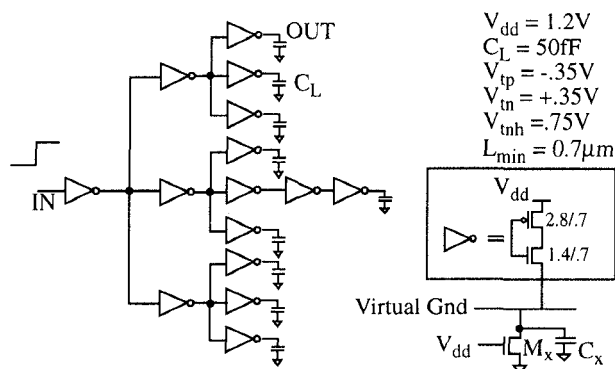 OUT
C_L
IN
V_dd = 1.2V
C_L = 50fF
V_tp = -.35V
V_tn = +.35V
V_tnh = .75V
L_min = 0.7μm
V_dd
2.8/.7
=
1.4/.7
Virtual Gnd
V_dd
M_x
C_x